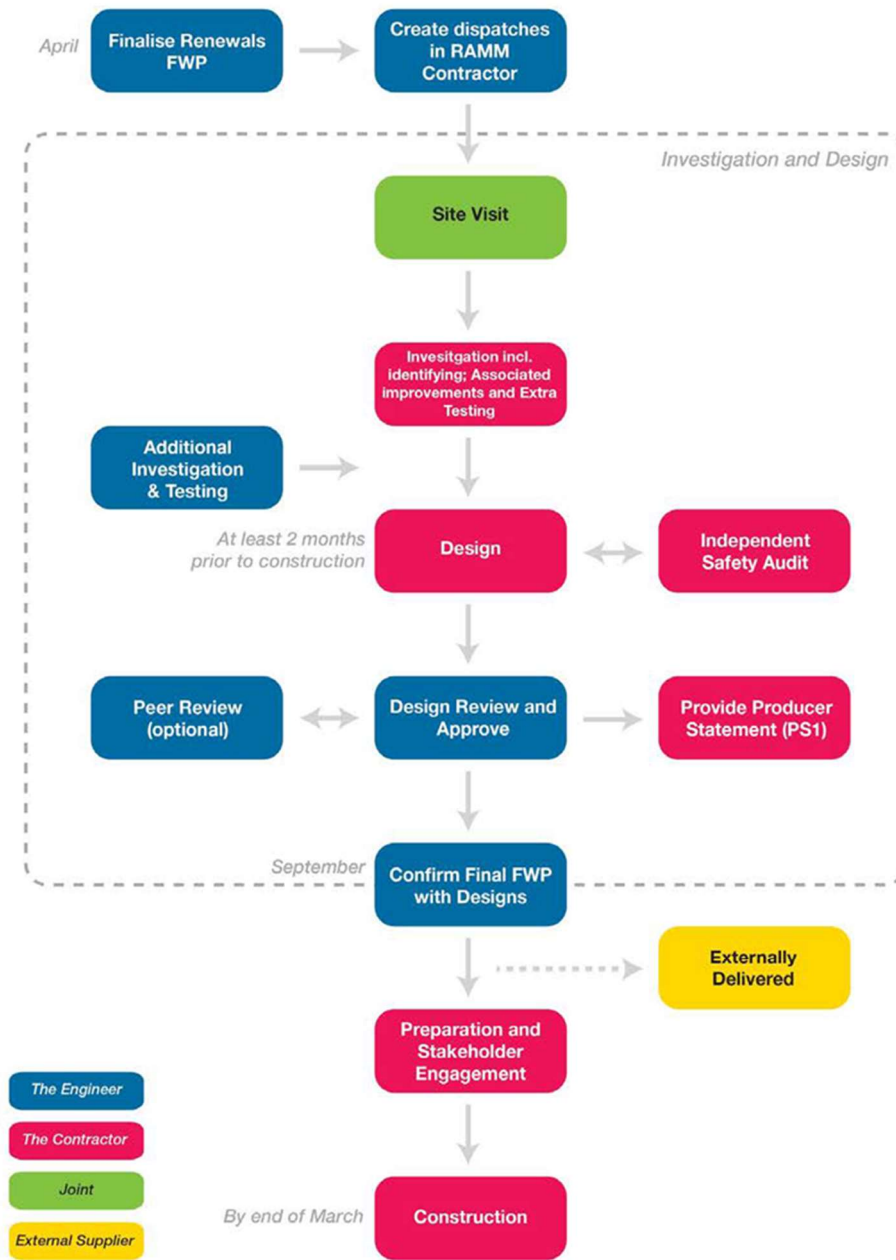 April
Finalise Renewals
FWP
Create dispatches
in RAMM
Contractor
Investigation and Design
Site Visit
Invesitgation incl.
identifying; Associated
improvements and Extra
Testing
Additional
Investigation
& Testing
At least 2 months
prior to construction
Design
Independent
Safety Audit
Peer Review
(optional)
Design Review and
Approve
Provide Producer
Statement (PS1)
September
Confirm Final FWP
with Designs
Externally
Delivered
Preparation and
Stakeholder
Engagement
The Engineer
The Contractor
Joint
External Supplier
By end of March
Construction